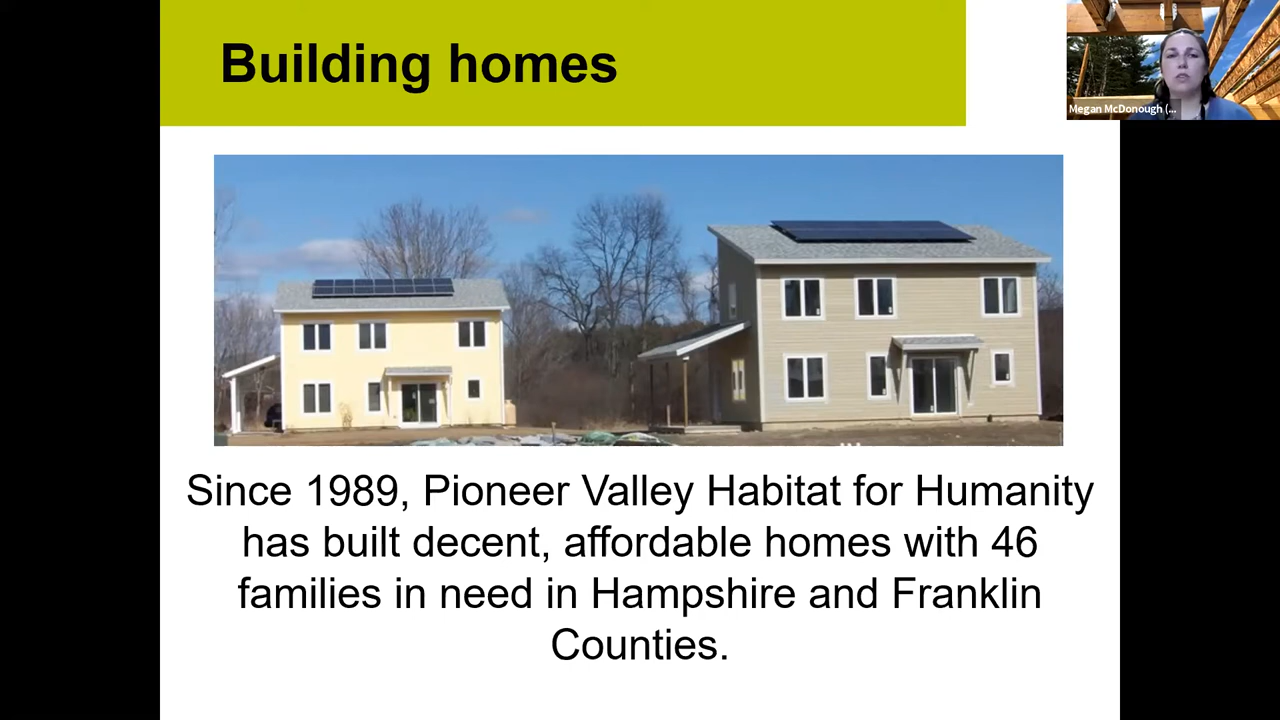 Building homes
Megan McDonough (...
Since 1989, Pioneer Valley Habitat for Humanity
has built decent, affordable homes with 46
families in need in Hampshire and Franklin
Counties.